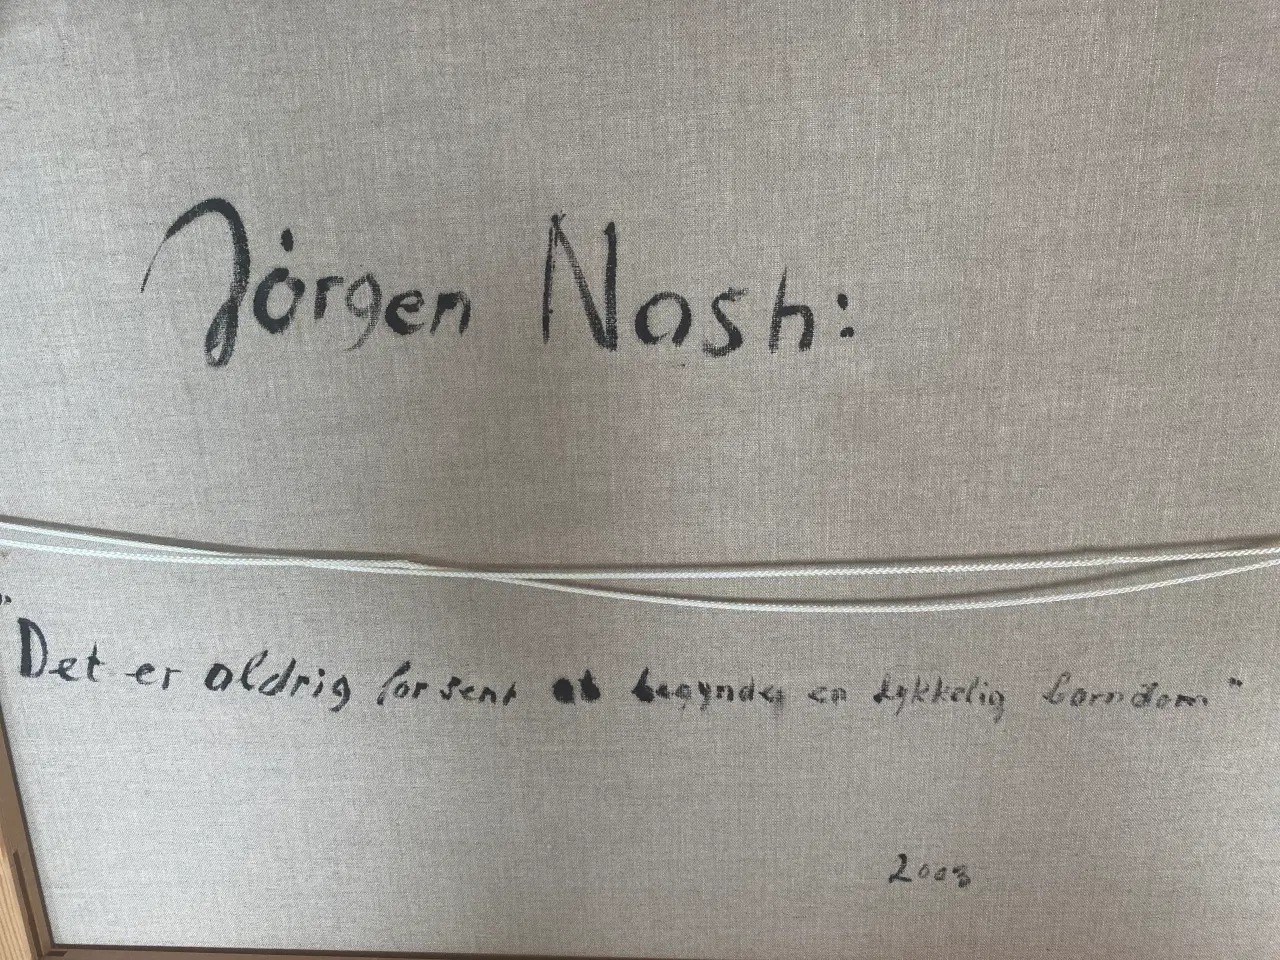 Jörgen Nash:
"Det er aldrig for sent at begynde en lykkelig barndom"
2003